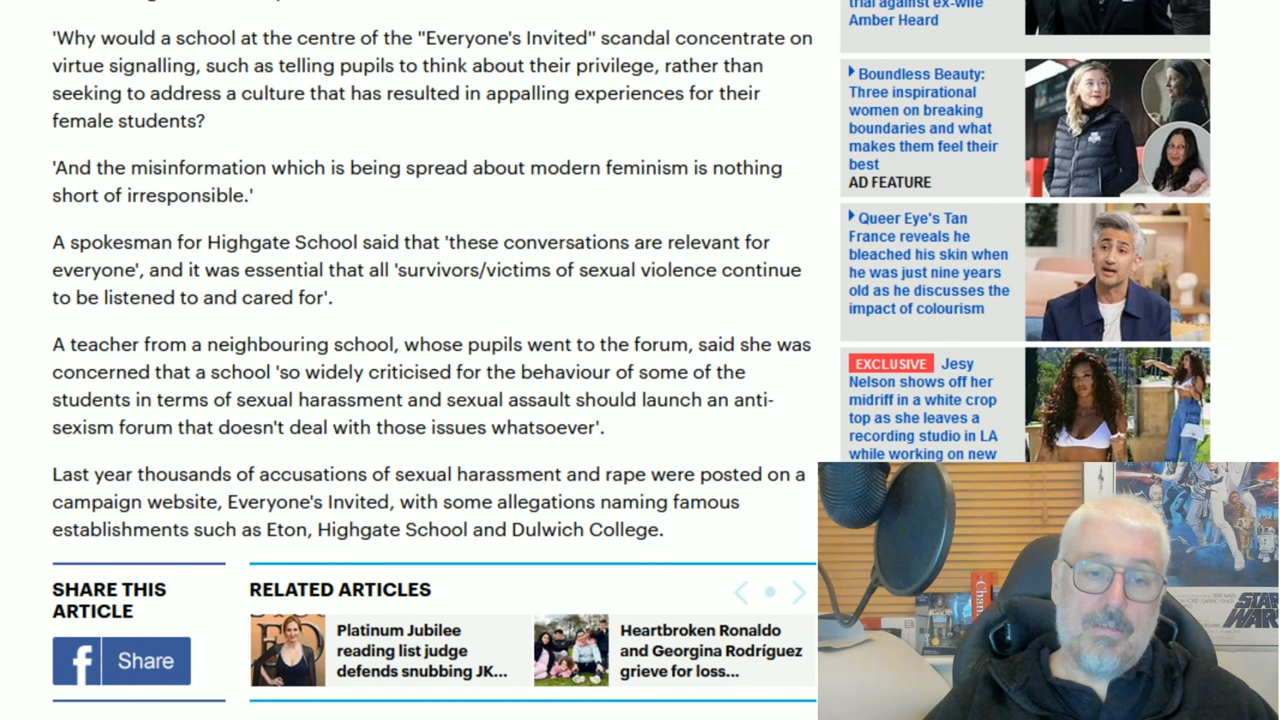 'Why would a school at the centre of the "Everyone's Invited" scandal concentrate on
virtue signalling, such as telling pupils to think about their privilege, rather than
seeking to address a culture that has resulted in appalling experiences for their
female students?
'And the misinformation which is being spread about modern feminism is nothing
short of irresponsible.'
A spokesman for Highgate School said that 'these conversations are relevant for
everyone', and it was essential that all 'survivors/victims of sexual violence continue
to be listened to and cared for'.
A teacher from a neighbouring school, whose pupils went to the forum, said she was
concerned that a school 'so widely criticised for the behaviour of some of the
students in terms of sexual harassment and sexual assault should launch an anti-
sexism forum that doesn't deal with those issues whatsoever'.
Last year thousands of accusations of sexual harassment and rape were posted on a
campaign website, Everyone's Invited, with some allegations naming famous
establishments such as Eton, Highgate School and Dulwich College.
SHARE THIS
ARTICLE
f Share
RELATED ARTICLES
Platinum Jubilee
reading list judge
defends snubbing JK...
Heartbroken Ronaldo
and Georgina Rodríguez
grieve for loss...
trial against ex-wife
Amber Heard
Boundless Beauty:
Three inspirational
women on breaking
boundaries and what
makes them feel their
best
AD FEATURE
Queer Eye's Tan
France reveals he
bleached his skin when
he was just nine years
old as he discusses the
impact of colourism
EXCLUSIVE Jesy
Nelson shows off her
midriff in a white crop
top as she leaves a
recording studio in LA
while working on new
STAR
WARS